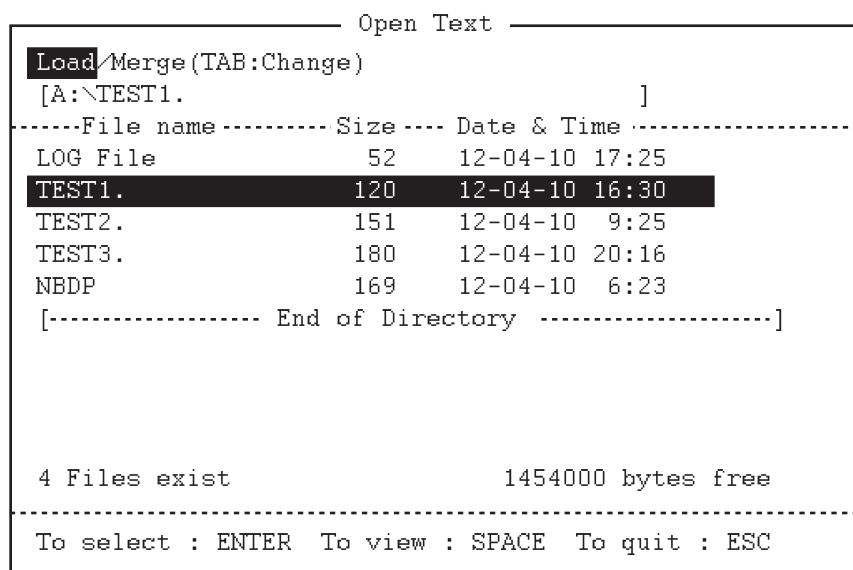 Open Text
Load/Merge(TAB:Change)
[A:\TEST1. ]
File name Size Date & Time
LOG File 52 12-04-10 17:25
TEST1. 120 12-04-10 16:30
TEST2. 151 12-04-10 9:25
TEST3. 180 12-04-10 20:16
NBDP 169 12-04-10 6:23
[------------------- End of Directory ---------------------]
4 Files exist 1454000 bytes free
To select : ENTER To view : SPACE To quit : ESC